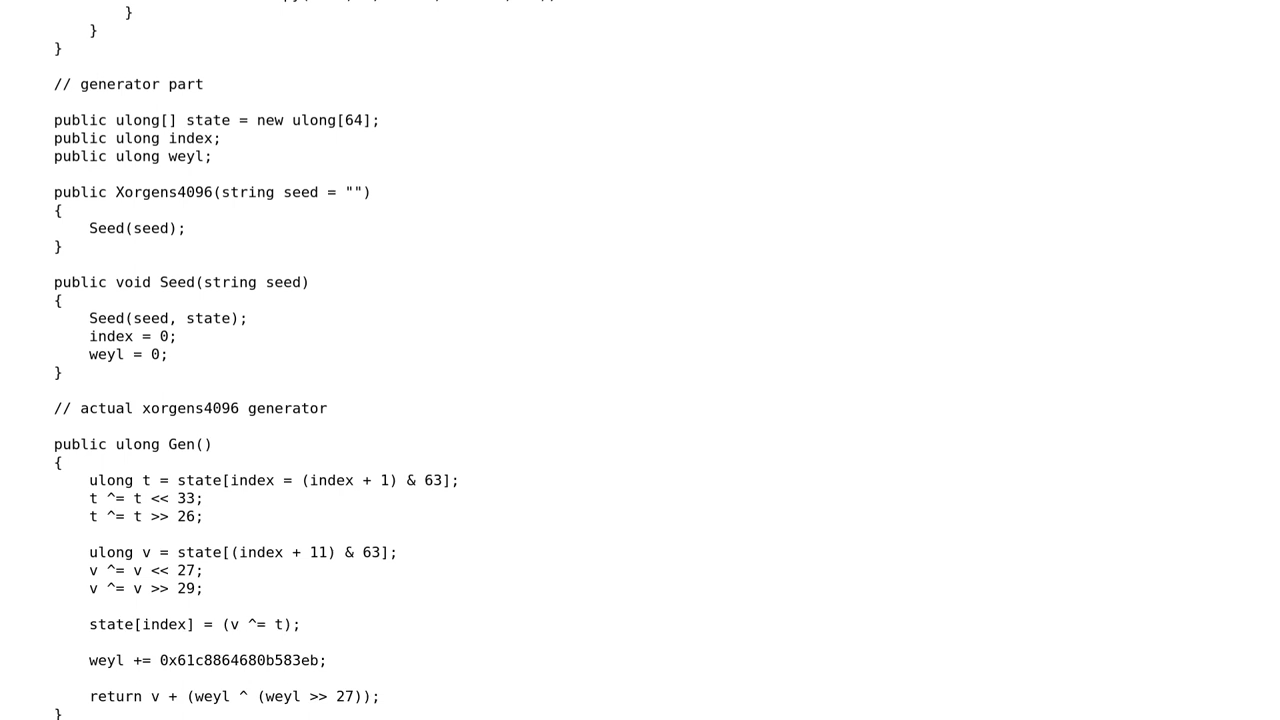 }
}
}
// generator part
public ulong[] state = new ulong[64];
public ulong index;
public ulong weyl;
public Xorgens4096(string seed = "")
{
Seed(seed);
}
public void Seed(string seed)
{
Seed(seed, state);
index = 0;
weyl = 0;
}
// actual xorgens4096 generator
public ulong Gen()
{
ulong t = state[index = (index + 1) & 63];
t ^= t << 33;
t ^= t >> 26;
ulong v = state[(index + 11) & 63];
v ^= v << 27;
v ^= v >> 29;
state[index] = (v ^= t);
weyl += 0x61c8864680b583eb;
return v + (weyl ^ (weyl >> 27));
}